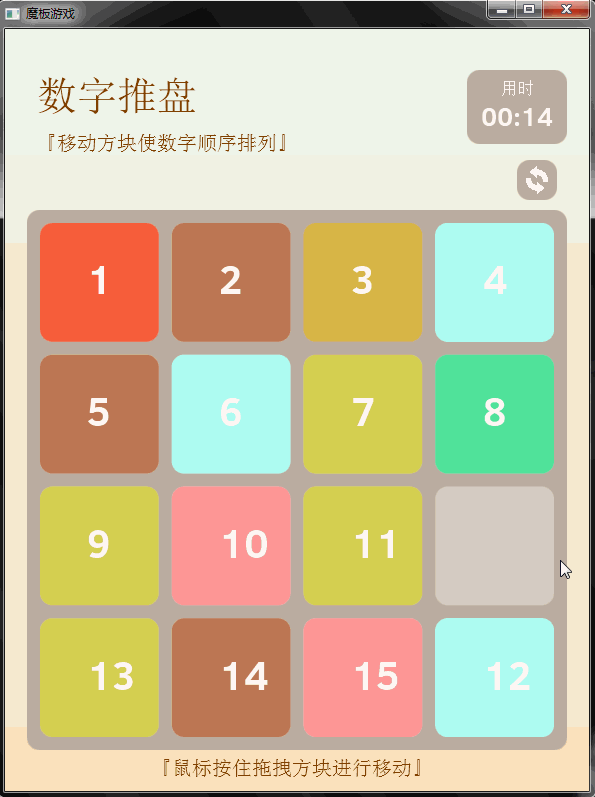 魔板游戏
数字推盘
用时
00:14
『移动方块使数字顺序排列』
1 2 3 4
5 6 7 8
9 10 11
13 14 15 12
『鼠标按住拖拽方块进行移动』